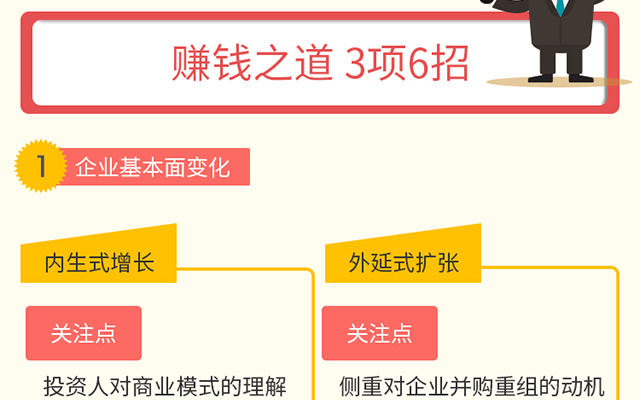 赚钱之道 3项6招
1 企业基本面变化
内生式增长 外延式扩张
关注点 关注点
投资人对商业模式的理解 侧重对企业并购重组的动机